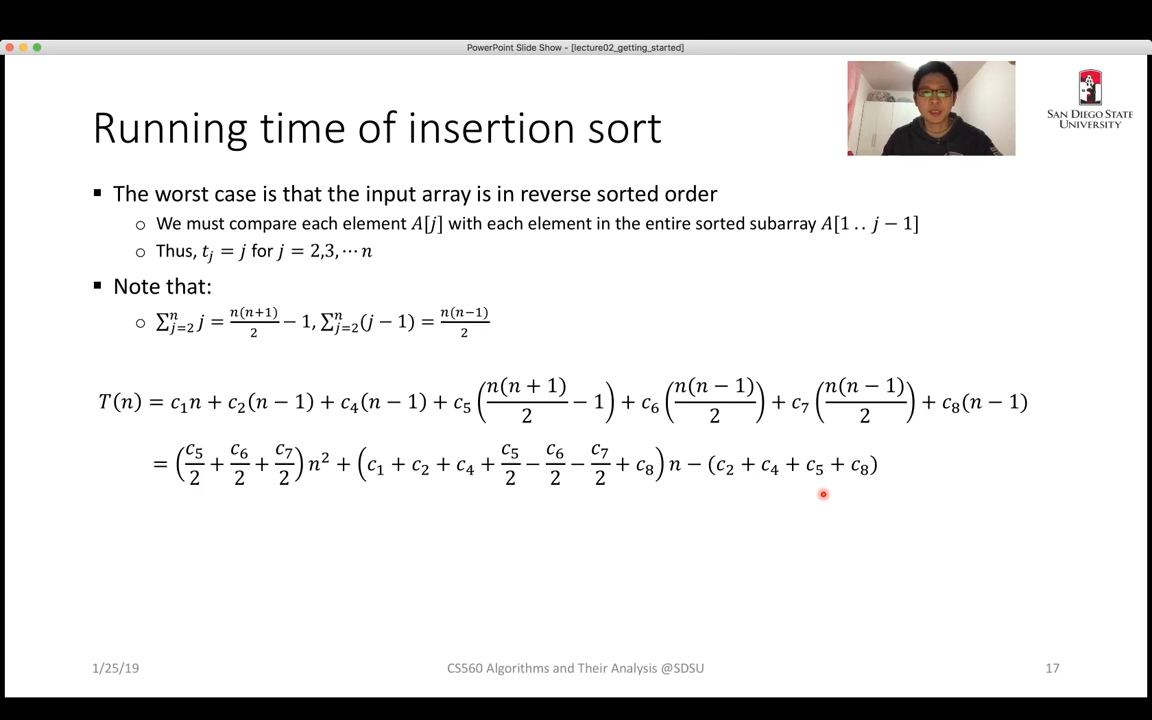 PowerPoint Slide Show - [lecture02_getting_started]
SAN DIEGO STATE
UNIVERSITY
Running time of insertion sort
▪ The worst case is that the input array is in reverse sorted order
○ We must compare each element A[j] with each element in the entire sorted subarray A[1 . . j − 1]
○ Thus, t_j = j for j = 2,3, ⋯ n
▪ Note that:
○ ∑_{j=2}^{n} j = n(n+1)/2 − 1, ∑_{j=2}^{n}(j − 1) = n(n−1)/2
T(n) = c₁n + c₂(n − 1) + c₄(n − 1) + c₅(n(n + 1)/2 − 1) + c₆(n(n − 1)/2) + c₇(n(n − 1)/2) + c₈(n − 1)
= (c₅/2 + c₆/2 + c₇/2)n² + (c₁ + c₂ + c₄ + c₅/2 − c₆/2 − c₇/2 + c₈)n − (c₂ + c₄ + c₅ + c₈)
1/25/19
CS560 Algorithms and Their Analysis @SDSU
17